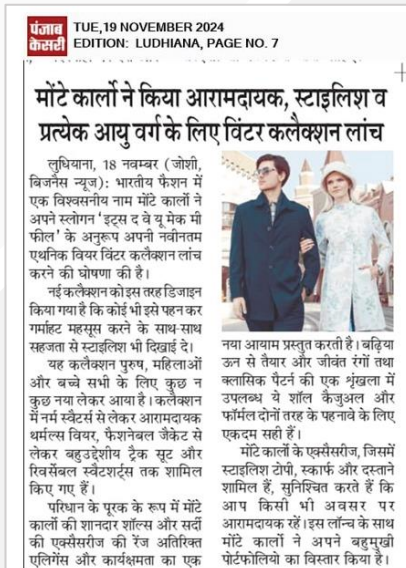 पंजाब
केसरी
TUE,19 NOVEMBER 2024
EDITION: LUDHIANA, PAGE NO. 7
मोंटे कार्लो ने किया आरामदायक, स्टाइलिश व
प्रत्येक आयु वर्ग के लिए विंटर कलैक्शन लांच
लुधियाना, 18 नवम्बर (जोशी,
बिजनैस न्यूज): भारतीय फैशन में
एक विश्वसनीय नाम मोंटे कार्लो ने
अपने स्लोगन 'इट्स द वे यू मेक मी
फील' के अनुरूप अपनी नवीनतम
एथनिक वियर विंटर कलैक्शन लांच
करने की घोषणा की है।
नई कलैक्शन को इस तरह डिजाइन
किया गया है कि कोई भी इसे पहन कर
गर्माहट महसूस करने के साथ-साथ
सहजता से स्टाइलिश भी दिखाई दे।
यह कलैक्शन पुरुष, महिलाओं
और बच्चे सभी के लिए कुछ न
कुछ नया लेकर आया है। कलैक्शन
में नर्म स्वैटर्स से लेकर आरामदायक
थर्मल्स वियर, फैशनेबल जैकेट से
लेकर बहुउद्देशीय ट्रैक सूट और
रिवर्सेबल स्वैटशर्ट्स तक शामिल
किए गए हैं।
परिधान के पूरक के रूप में मोंटे
कार्लो की शानदार शॉल्स और सर्दी
की एक्सैसरीज की रेंज अतिरिक्त
एलिगेंस और कार्यक्षमता का एक
नया आयाम प्रस्तुत करती है। बढ़िया
ऊन से तैयार और जीवंत रंगों तथा
क्लासिक पैटर्न की एक शृंखला में
उपलब्ध ये शॉल कैजुअल और
फॉर्मल दोनों तरह के पहनावे के लिए
एकदम सही हैं।
मोंटे कार्लो के एक्सैसरीज, जिसमें
स्टाइलिश टोपी, स्कार्फ और दस्ताने
शामिल हैं, सुनिश्चित करते हैं कि
आप किसी भी अवसर पर
आरामदायक रहें। इस लॉन्च के साथ
मोंटे कार्लो ने अपने बहुमुखी
पोर्टफोलियो का विस्तार किया है।